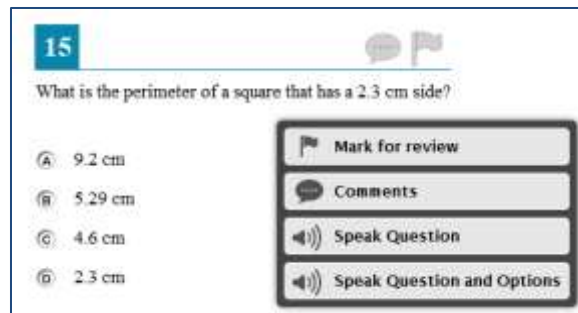 15
What is the perimeter of a square that has a 2.3 cm side?
A 9.2 cm
B 5.29 cm
C 4.6 cm
D 2.3 cm
Mark for review
Comments
Speak Question
Speak Question and Options